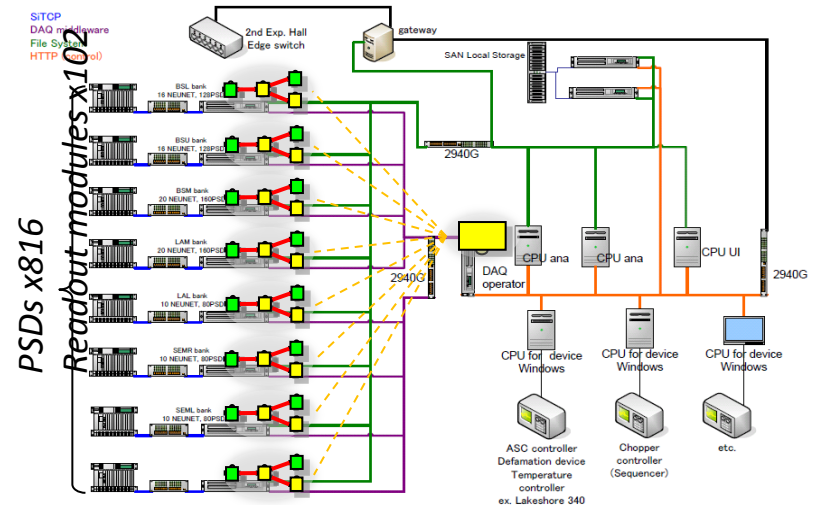 SiTCP
DAQ middleware
File System
HTTP (control)
2nd Exp. Hall
Edge switch
gateway
SAN Local Storage
PSDs x816
Readout modules x102
BSL bank
16 NEUNET, 128PSD
BSU bank
16 NEUNET, 128PSD
BSM bank
20 NEUNET, 160PSD
LAM bank
20 NEUNET, 160PSD
LAL bank
10 NEUNET, 80PSD
SEMR bank
10 NEUNET, 80PSD
SEML bank
10 NEUNET, 80PSD
2940G
2940G
DAQ
operator
CPU ana
CPU ana
CPU UI
2940G
CPU for device
Windows
CPU for device
Windows
CPU for device
Windows
ASC controller
Defamation device
Temperature
controller
ex. Lakeshore 340
Chopper
controller
(Sequencer)
etc.